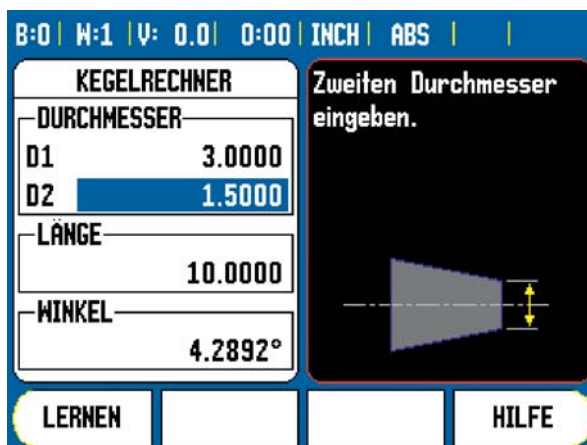 B:0 | W:1 | V: 0.0 | 0:00 | INCH | ABS | |
KEGELRECHNER
DURCHMESSER
D1 3.0000
D2 1.5000
LÄNGE
10.0000
WINKEL
4.2892°
Zweiten Durchmesser
eingeben.
LERNEN
HILFE